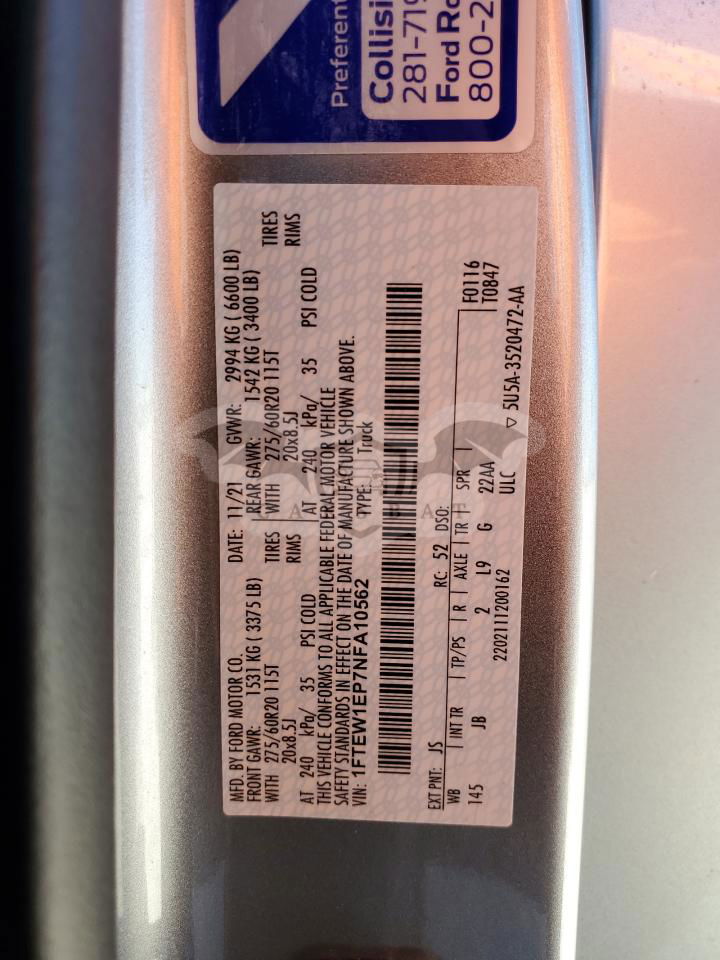 Preferent
Collisi
281-719
Ford Ro
800-2
MFD. BY FORD MOTOR CO.
DATE: 11/21 GVWR: 2994 KG ( 6600 LB)
FRONT GAWR: 1531 KG ( 3375 LB)
REAR GAWR: 1542 KG ( 3400 LB)
WITH 275/60R20 115T TIRES
WITH 275/60R20 115T TIRES
20x8.5J RIMS
20x8.5J RIMS
AT 240 kPa/ 35 PSI COLD
AT 240 kPa/ 35 PSI COLD
THIS VEHICLE CONFORMS TO ALL APPLICABLE FEDERAL MOTOR VEHICLE
SAFETY STANDARDS IN EFFECT ON THE DATE OF MANUFACTURE SHOWN ABOVE.
VIN: 1FTEW1EP7NFA10562
TYPE: Truck
EXT PNT: JS RC: 52 DSO: F0116
WB INT TR TP/PS R AXLE TR SPR T0847
145 JB 2 L9 G 22AA
2202111200162 ULC ▽ 5U5A-3520472-AA